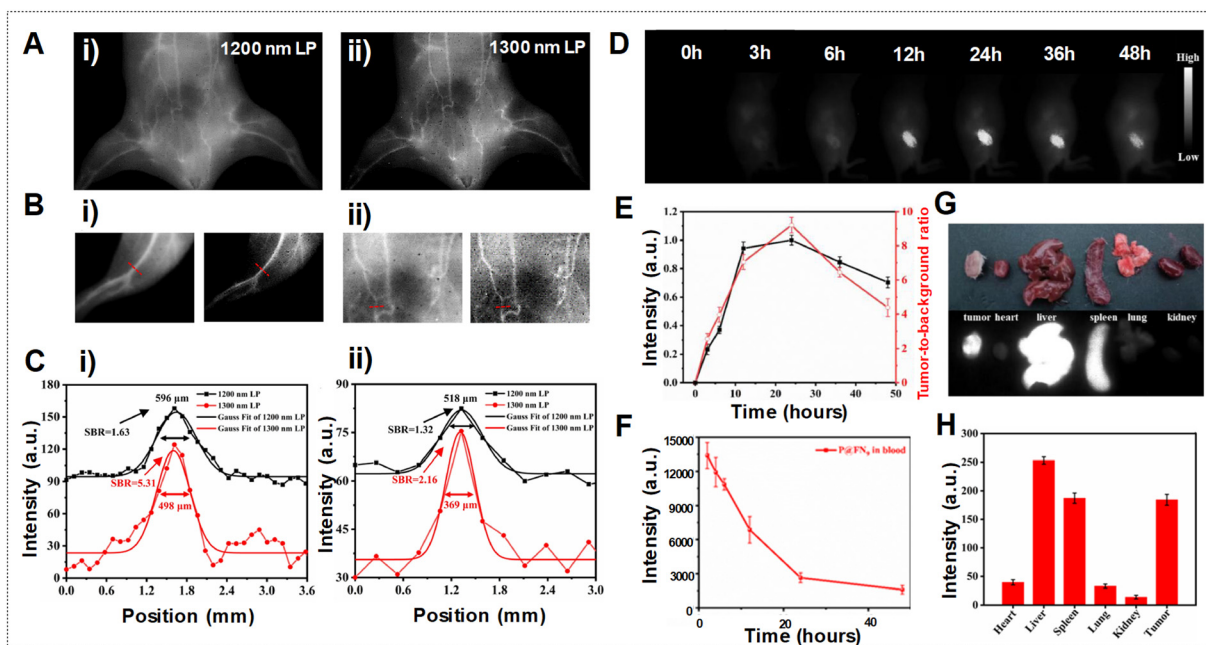 A
i)
1200 nm LP
ii)
1300 nm LP
B
i)
ii)
C
i)
180
150
120
90
60
30
0
Intensity (a.u.)
0.0
0.6
1.2
1.8
2.4
3.0
3.6
Position (mm)
596 μm
SBR=1.63
SBR=5.31
498 μm
1200 nm LP
1300 nm LP
Gauss Fit of 1200 nm LP
Gauss Fit of 1300 nm LP
ii)
90
75
60
45
30
Intensity (a.u.)
0.0
0.6
1.2
1.8
2.4
3.0
Position (mm)
518 μm
SBR=1.32
SBR=2.16
369 μm
1200 nm LP
1300 nm LP
Gauss Fit of 1200 nm LP
Gauss Fit of 1300 nm LP
D
0h
3h
6h
12h
24h
36h
48h
High
Low
E
1.2
1.0
0.8
0.6
0.4
0.2
0.0
Intensity (a.u.)
10
8
6
4
2
0
Tumor-to-background ratio
0
10
20
30
40
50
Time (hours)
F
15000
12000
9000
6000
3000
0
Intensity (a.u.)
P@FN8 in blood
0
20
40
Time (hours)
G
tumor heart liver spleen lung kidney
H
300
250
200
150
100
50
0
Intensity (a.u.)
Heart
Liver
Spleen
Lung
Kidney
Tumor